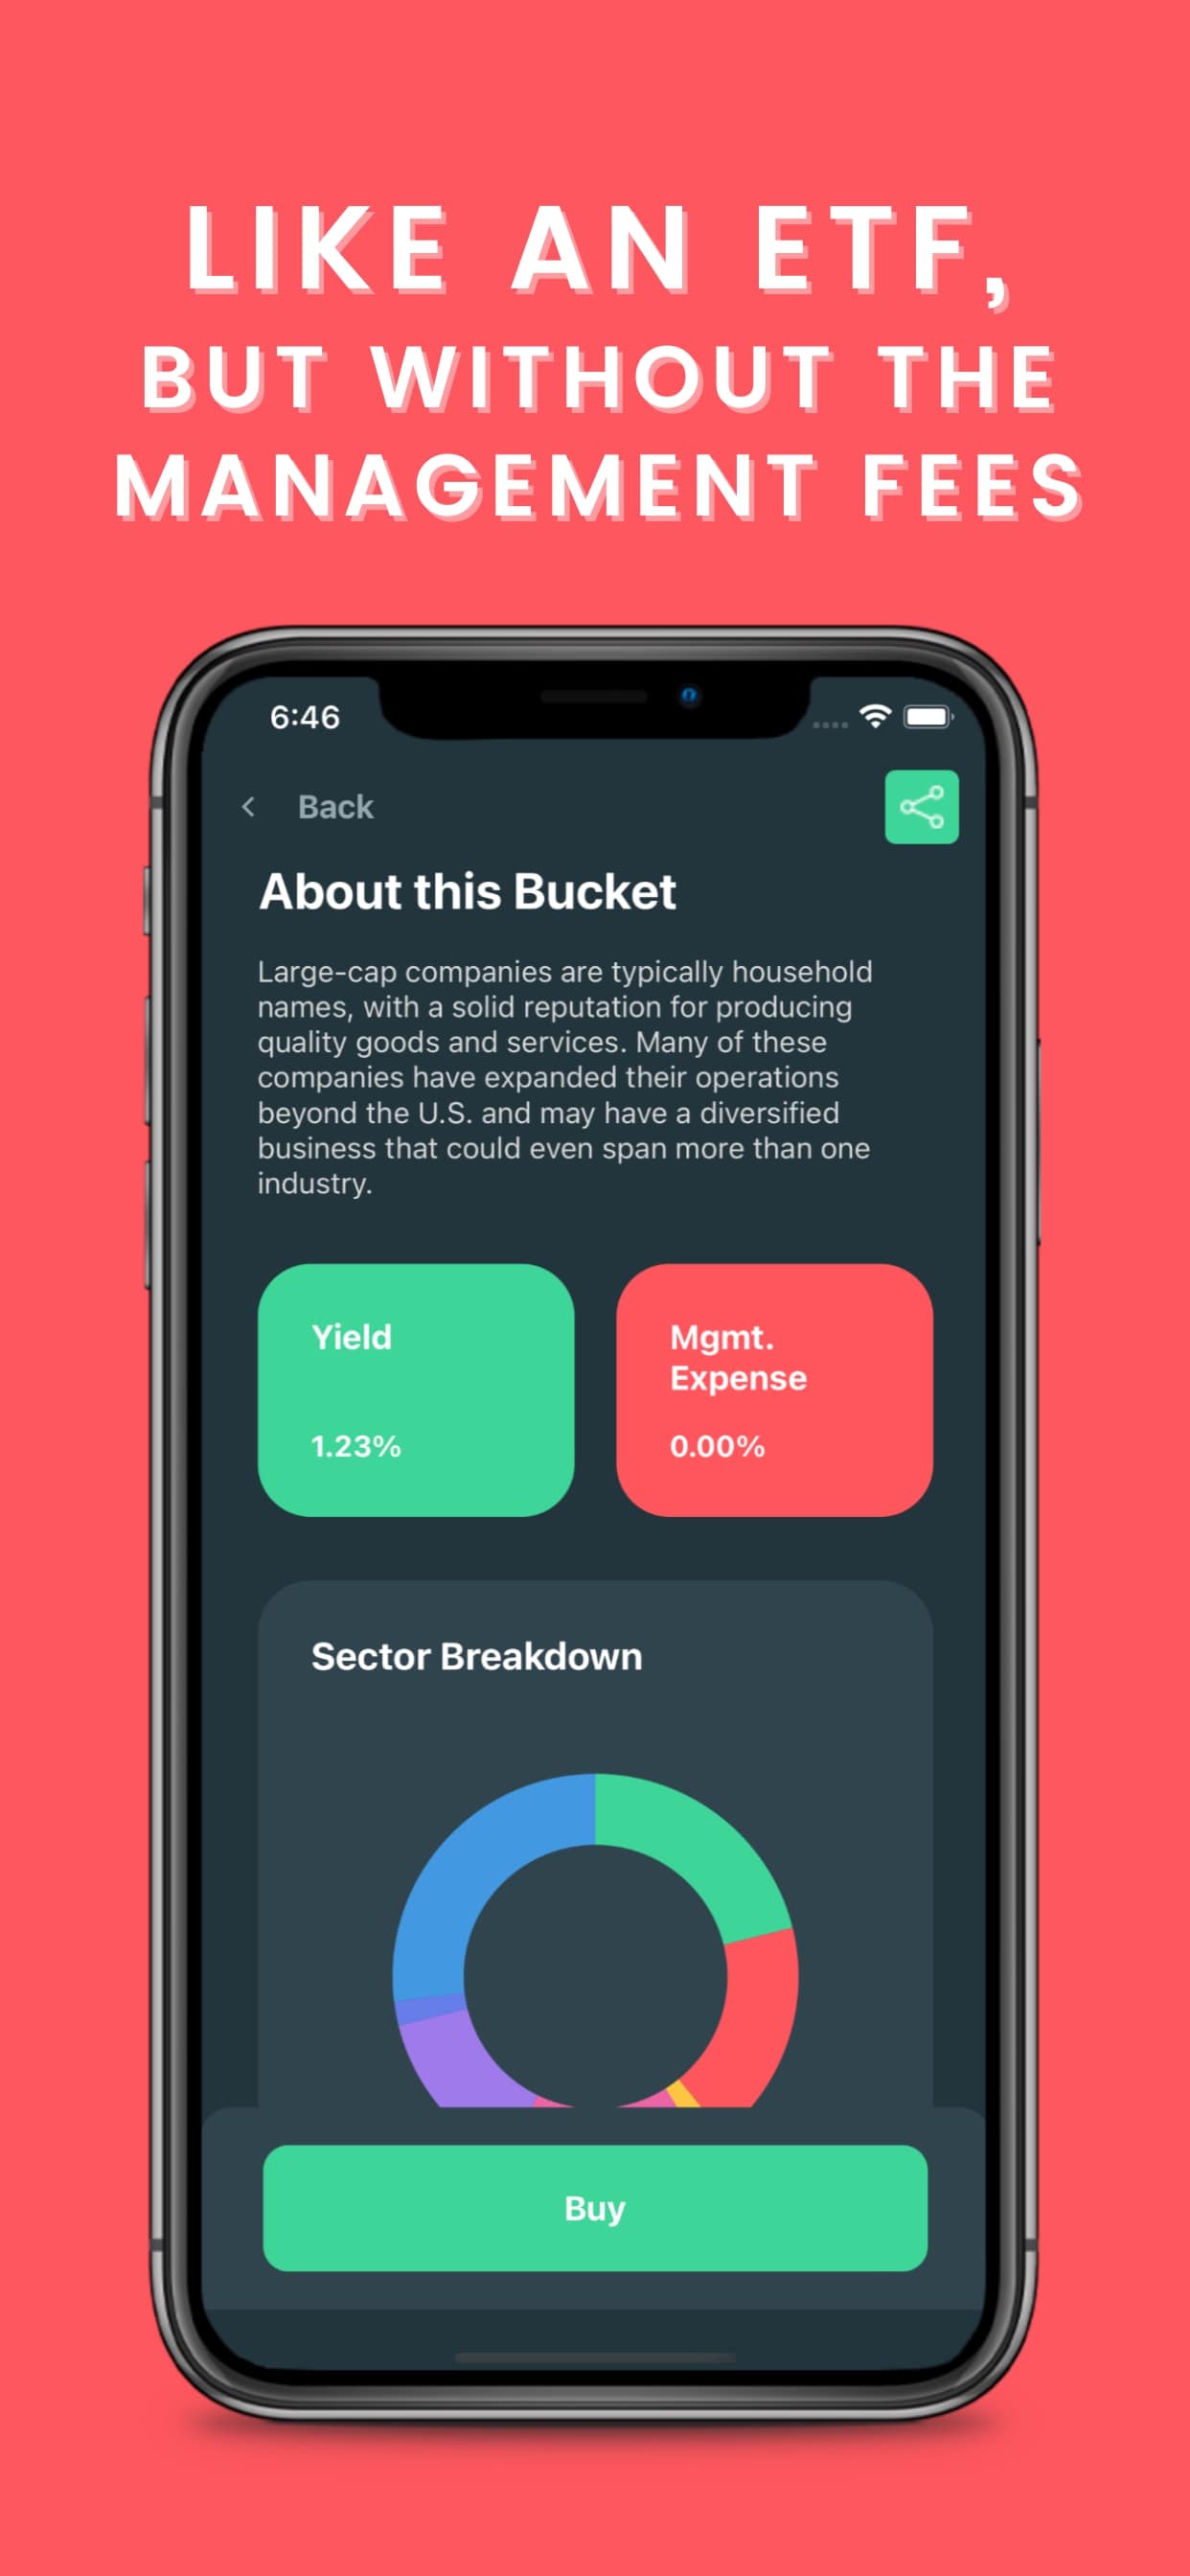 LIKE AN ETF,
BUT WITHOUT THE
MANAGEMENT FEES
6:46
Back
About this Bucket
Large-cap companies are typically household
names, with a solid reputation for producing
quality goods and services. Many of these
companies have expanded their operations
beyond the U.S. and may have a diversified
business that could even span more than one
industry.
Yield
1.23%
Mgmt.
Expense
0.00%
Sector Breakdown
Buy